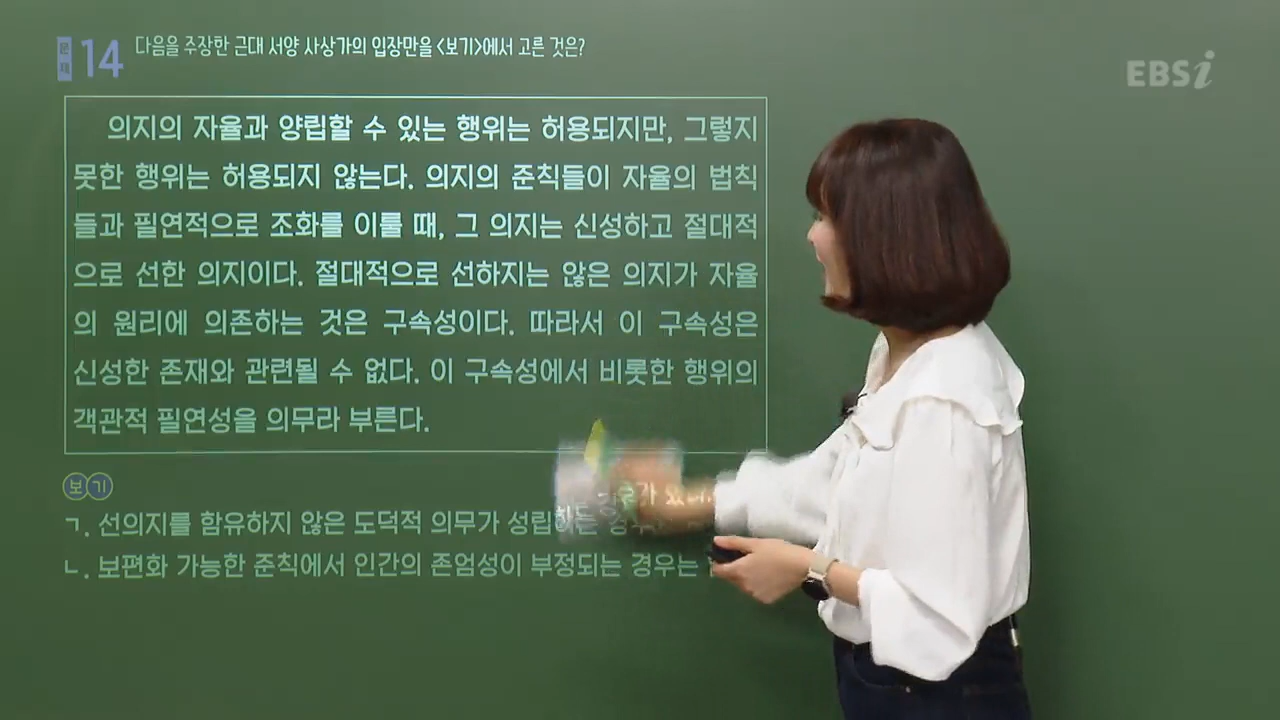 문제 14 다음을 주장한 근대 서양 사상가의 입장만을 <보기>에서 고른 것은?
EBSi
의지의 자율과 양립할 수 있는 행위는 허용되지만, 그렇지
못한 행위는 허용되지 않는다. 의지의 준칙들이 자율의 법칙
들과 필연적으로 조화를 이룰 때, 그 의지는 신성하고 절대적
으로 선한 의지이다. 절대적으로 선하지는 않은 의지가 자율
의 원리에 의존하는 것은 구속성이다. 따라서 이 구속성은
신성한 존재와 관련될 수 없다. 이 구속성에서 비롯한 행위의
객관적 필연성을 의무라 부른다.
보기
ㄱ. 선의지를 함유하지 않은 도덕적 의무가 성립하는
ㄴ. 보편화 가능한 준칙에서 인간의 존엄성이 부정되는 경우는